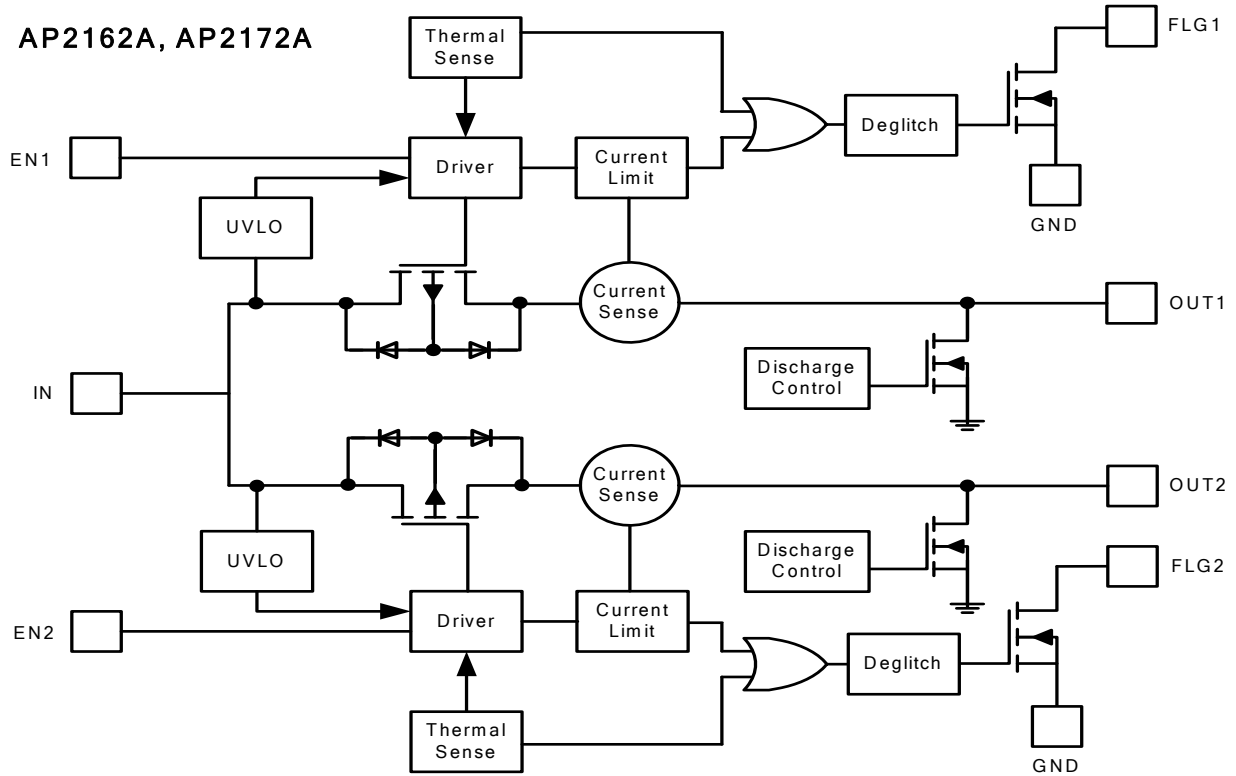 AP2162A, AP2172A
Thermal
Sense
FLG1
Deglitch
EN1
Driver
Current
Limit
GND
UVLO
Current
Sense
OUT1
Discharge
Control
IN
Current
Sense
OUT2
UVLO
Discharge
Control
FLG2
EN2
Driver
Current
Limit
Deglitch
Thermal
Sense
GND